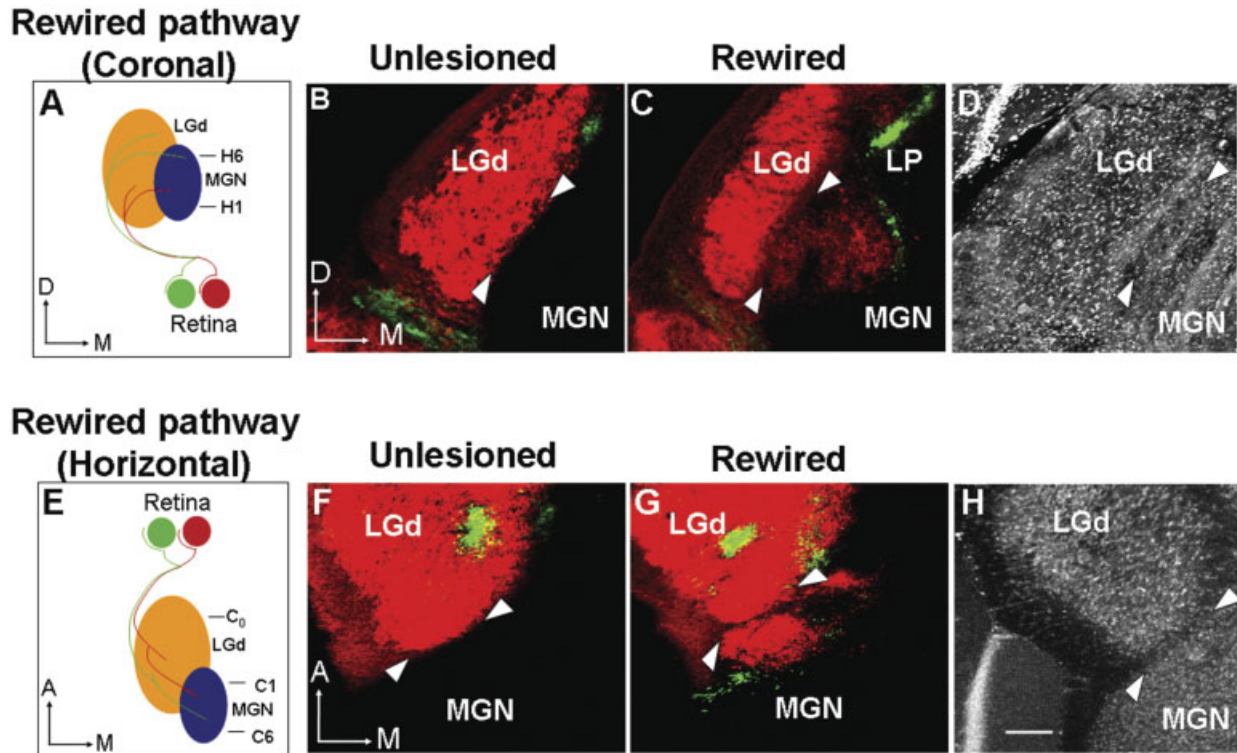 Rewired pathway
(Coronal)
Unlesioned
Rewired
A
LGd
H6
MGN
H1
Retina
D
M
B
LGd
MGN
D
M
C
LGd
LP
MGN
D
LGd
MGN
Rewired pathway
(Horizontal)
Unlesioned
Rewired
E
Retina
C0
LGd
C1
MGN
C6
A
M
F
LGd
MGN
A
M
G
LGd
MGN
H
LGd
MGN